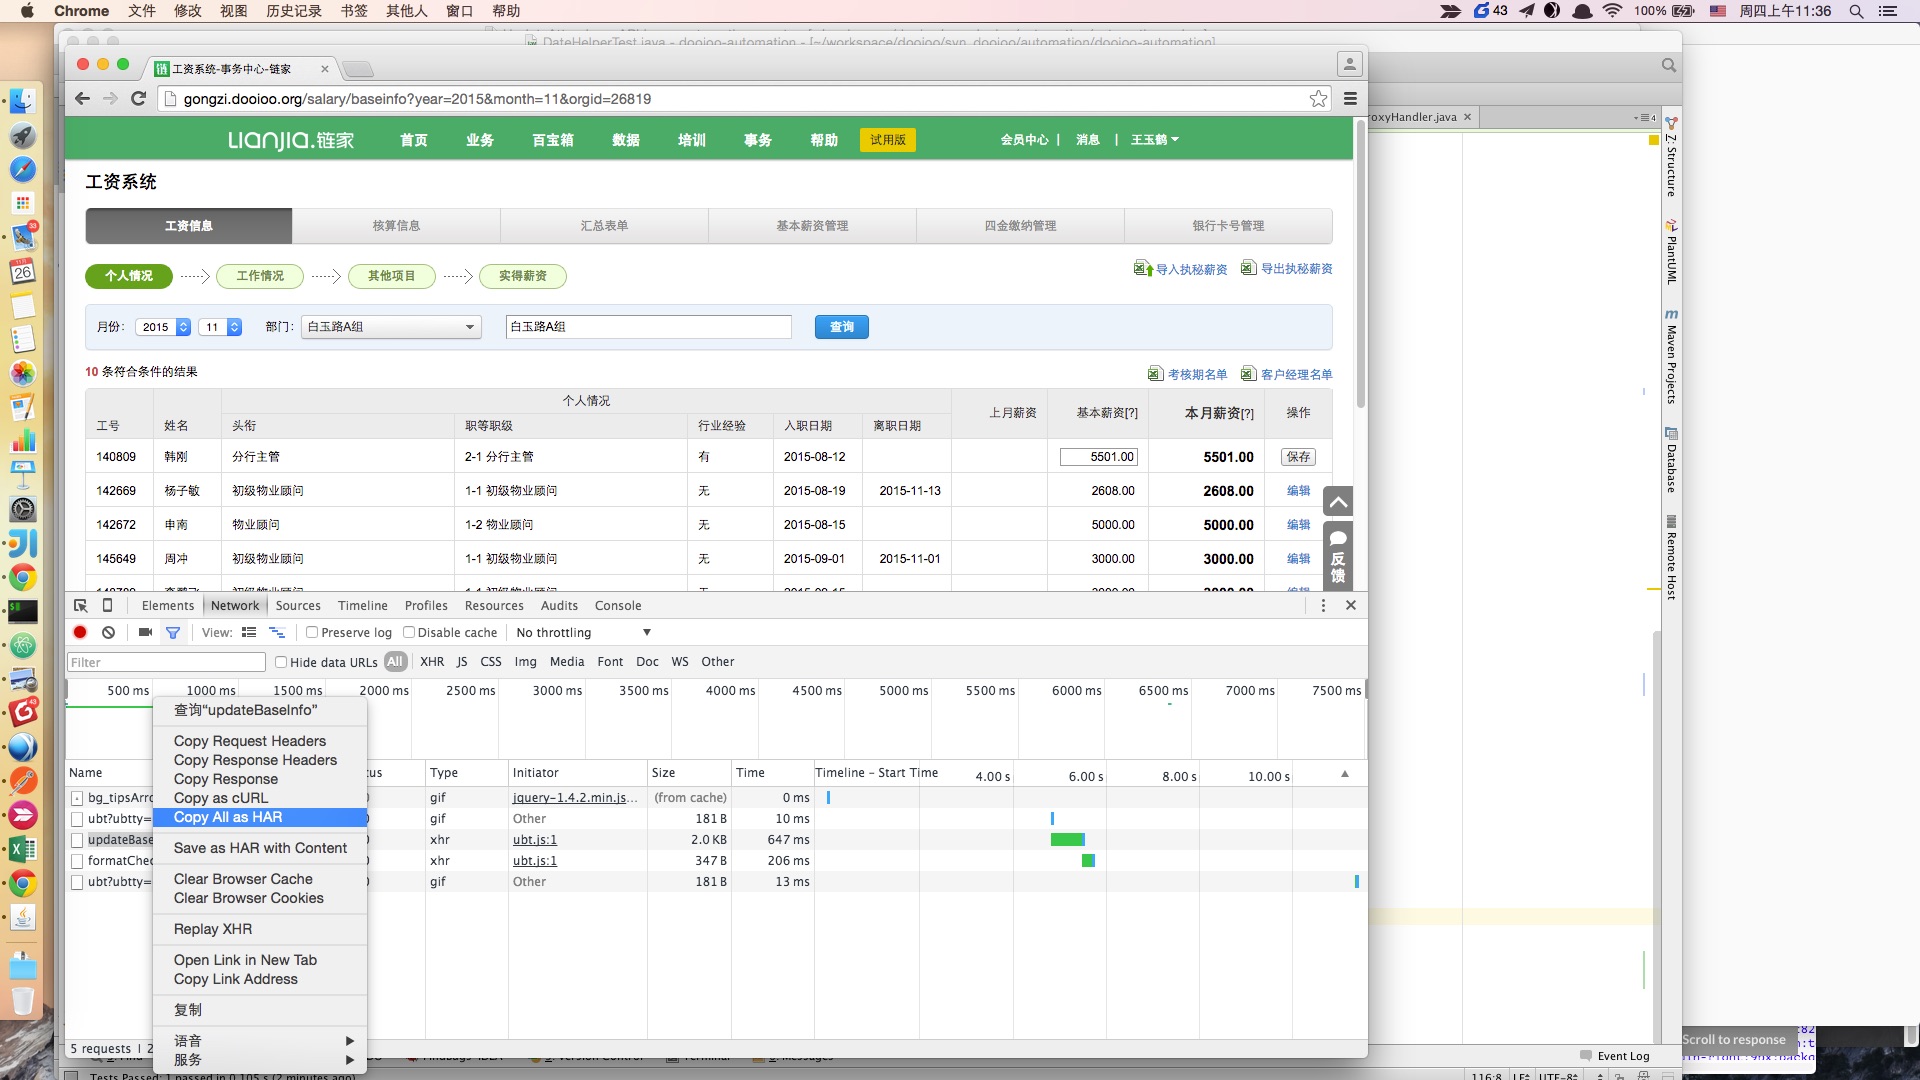 Chrome 文件 修改 视图 历史记录 书签 其他人 窗口 帮助
43 100% 周四上午11:36
DateHelperTest.java - dooioo-automation - [~/workspace/dooioo/svn_dooioo/automation/dooioo-automation]
工资系统-事务中心-链家
gongzi.dooioo.org/salary/baseinfo?year=2015&month=11&orgid=26819
oxyHandler.java
4
Lianjia.链家 首页 业务 百宝箱 数据 培训 事务 帮助 试用版 会员中心 | 消息 | 王玉鹤
工资系统
工资信息 核算信息 汇总表单 基本薪资管理 四金缴纳管理 银行卡号管理
个人情况 工作情况 其他项目 实得薪资
导入执秘薪资 导出执秘薪资
月份: 2015 11 部门: 白玉路A组 白玉路A组 查询
10 条符合条件的结果
考核期名单 客户经理名单
个人情况
工号 姓名 头衔 职等职级 行业经验 入职日期 离职日期 上月薪资 基本薪资[?] 本月薪资[?] 操作
140809 韩刚 分行主管 2-1 分行主管 有 2015-08-12 5501.00 5501.00 保存
142669 杨子敏 初级物业顾问 1-1 初级物业顾问 无 2015-08-19 2015-11-13 2608.00 2608.00 编辑
142672 申南 物业顾问 1-2 物业顾问 无 2015-08-15 5000.00 5000.00 编辑
145649 周冲 初级物业顾问 1-1 初级物业顾问 无 2015-09-01 2015-11-01 3000.00 3000.00 编辑
反馈
Z: Structure
PlantUML
m Maven Projects
Database
Remote Host
Elements Network Sources Timeline Profiles Resources Audits Console
View: Preserve log Disable cache No throttling
Filter Hide data URLs All XHR JS CSS Img Media Font Doc WS Other
500 ms 1000 ms 1500 ms 2000 ms 2500 ms 3000 ms 3500 ms 4000 ms 4500 ms 5000 ms 5500 ms 6000 ms 6500 ms 7000 ms 7500 ms
查询“updateBaseInfo”
Copy Request Headers
Copy Response Headers
Copy Response
Copy as cURL
Copy All as HAR
Save as HAR with Content
Clear Browser Cache
Clear Browser Cookies
Replay XHR
Open Link in New Tab
Copy Link Address
复制
语音
服务
Name tus Type Initiator Size Time Timeline – Start Time 4.00 s 6.00 s 8.00 s 10.00 s
bg_tipsArro gif jquery-1.4.2.min.js... (from cache) 0 ms
ubt?ubtty= gif Other 181 B 10 ms
updateBase xhr ubt.js:1 2.0 KB 647 ms
formatChec xhr ubt.js:1 347 B 206 ms
ubt?ubtty= gif Other 181 B 13 ms
5 requests | 2
Scroll to response
Event Log
Tests Passed: 1 passed in 0.105 s (2 minutes ago)
116:8 LF UTF-8